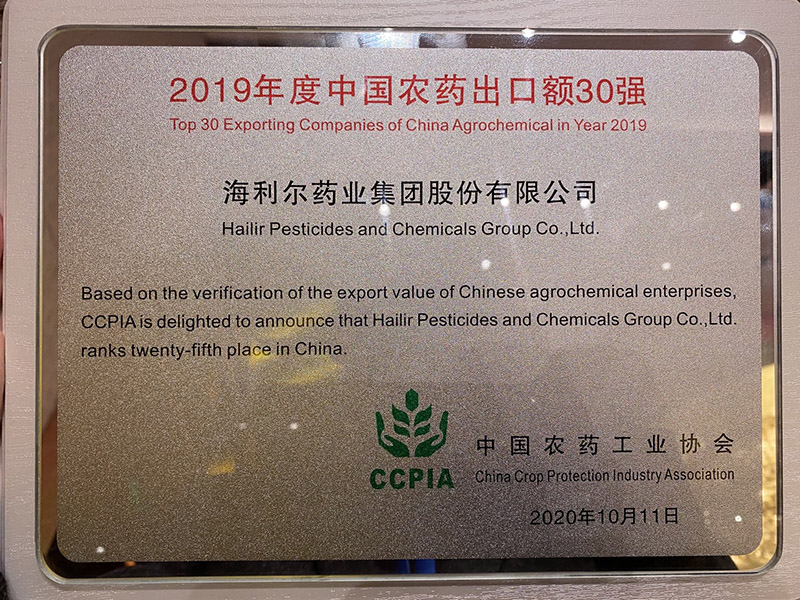 2019年度中国农药出口额30强
Top 30 Exporting Companies of China Agrochemical in Year 2019
海利尔药业集团股份有限公司
Hailir Pesticides and Chemicals Group Co.,Ltd.
Based on the verification of the export value of Chinese agrochemical enterprises,
CCPIA is delighted to announce that Hailir Pesticides and Chemicals Group Co.,Ltd.
ranks twenty-fifth place in China.
CCPIA
中国农药工业协会
China Crop Protection Industry Association
2020年10月11日